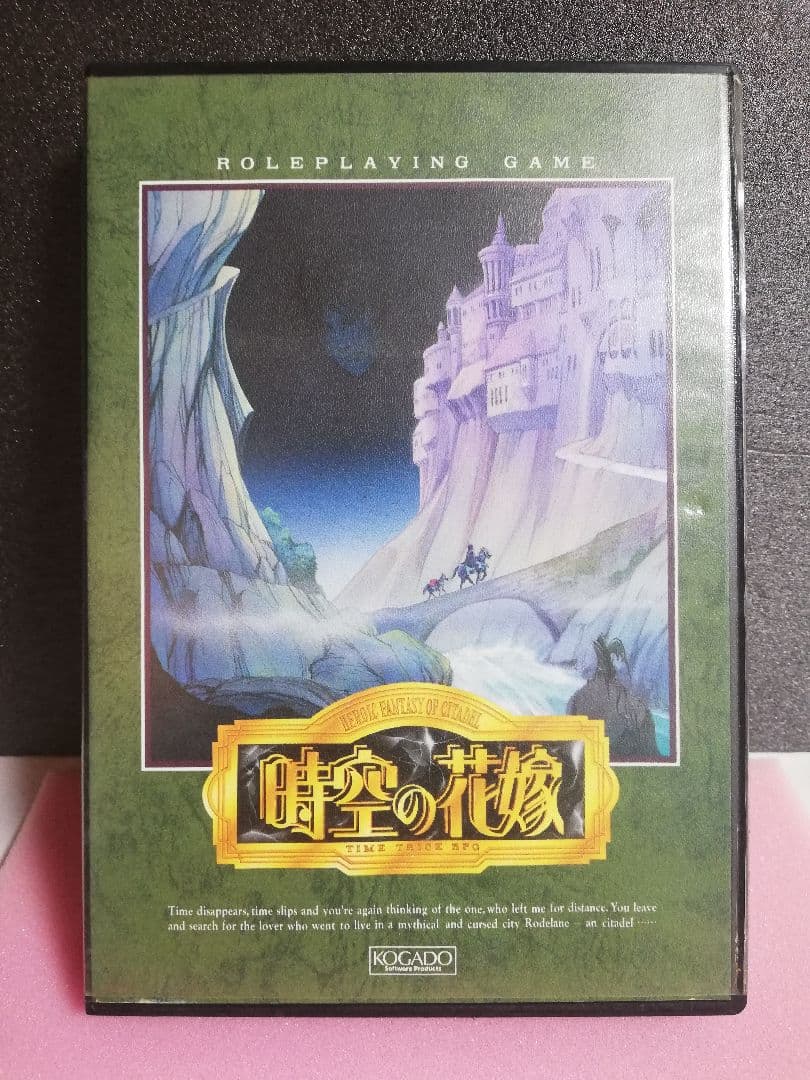 ROLEPLAYING GAME
HEROIC FANTASY OF CITADEL
時空の花嫁
TIME TRICK RPG
Time disappears, time slips and you're again thinking of the one, who left me for distance. You leave
and search for the lover who went to live in a mythical and cursed city Rodelane – an citadel ……
KOGADO
Software Products